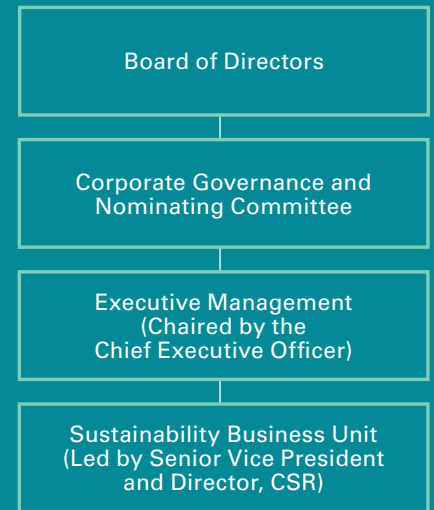 Board of Directors
Corporate Governance and
Nominating Committee
Executive Management
(Chaired by the
Chief Executive Officer)
Sustainability Business Unit
(Led by Senior Vice President
and Director, CSR)